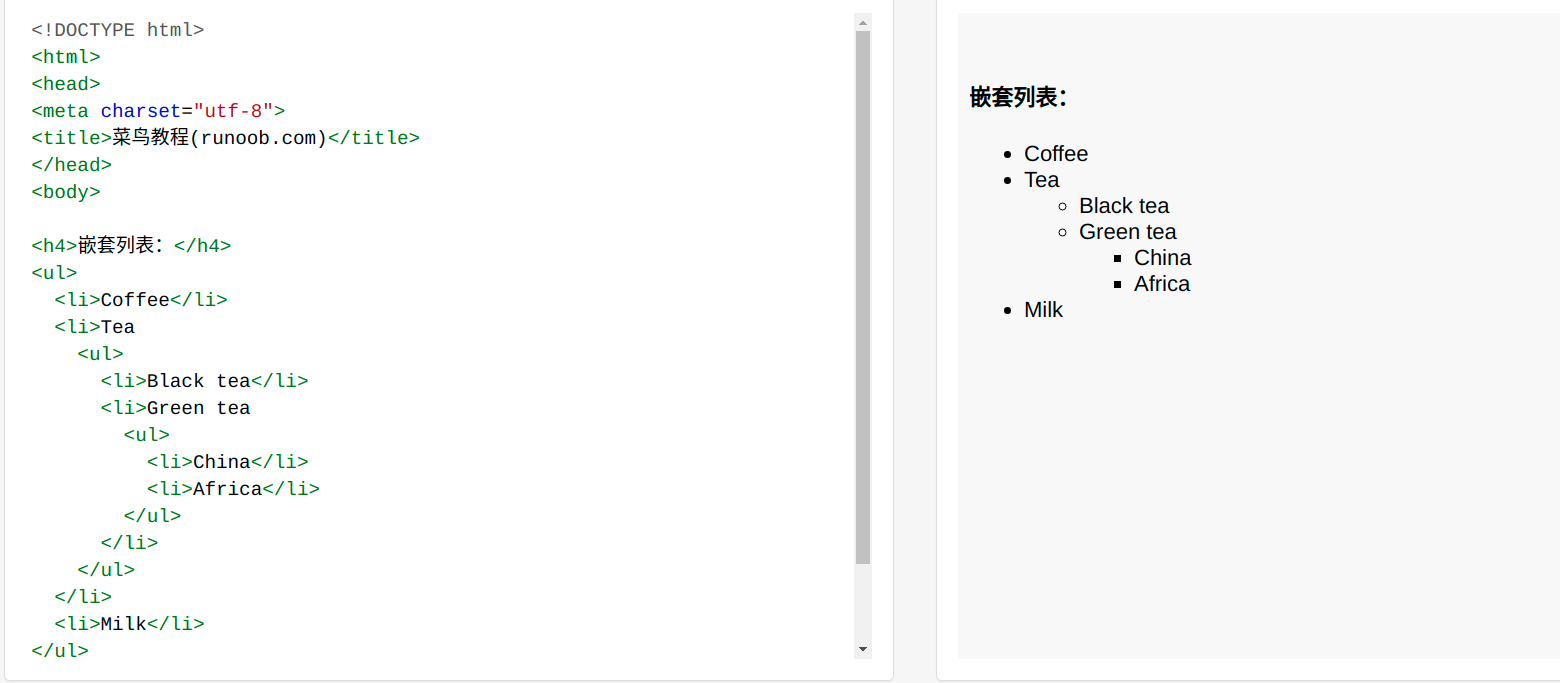 <!DOCTYPE html>
<html>
<head>
<meta charset="utf-8">
<title>菜鸟教程(runoob.com)</title>
</head>
<body>

<h4>嵌套列表：</h4>
<ul>
  <li>Coffee</li>
  <li>Tea
    <ul>
      <li>Black tea</li>
      <li>Green tea
        <ul>
          <li>China</li>
          <li>Africa</li>
        </ul>
      </li>
    </ul>
  </li>
  <li>Milk</li>
</ul>
嵌套列表：
Coffee
Tea
Black tea
Green tea
China
Africa
Milk